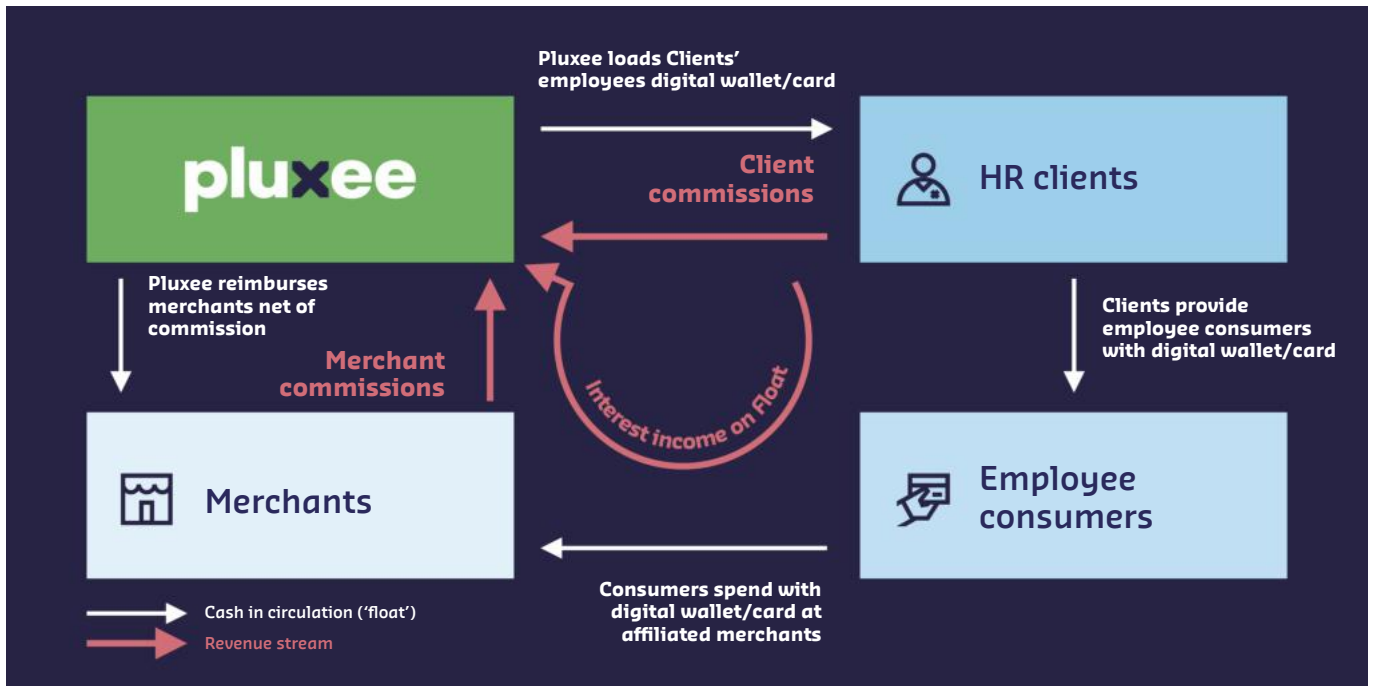 Pluxee loads Clients’
employees digital wallet/card
pluxee
Client
commissions
HR clients
Pluxee reimburses
merchants net of
commission
Merchant
commissions
Interest income on Float
Clients provide
employee consumers
with digital wallet/card
Merchants
Employee
consumers
Consumers spend with
digital wallet/card at
affiliated merchants
Cash in circulation (‘float’)
Revenue stream